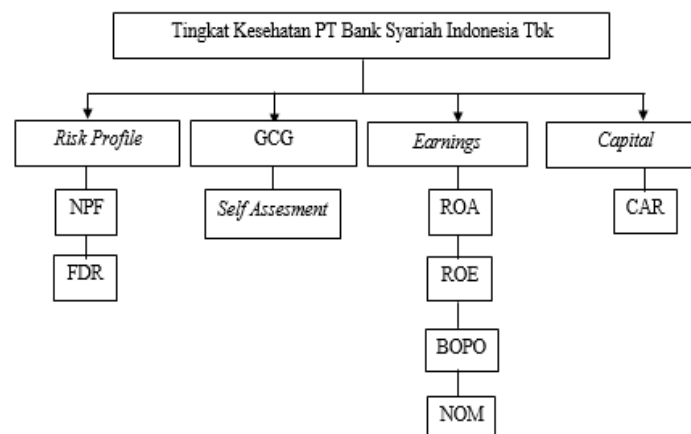 Tingkat Kesehatan PT Bank Syariah Indonesia Tbk
Risk Profile
GCG
Earnings
Capital
NPF
Self Assesment
ROA
CAR
FDR
ROE
BOPO
NOM